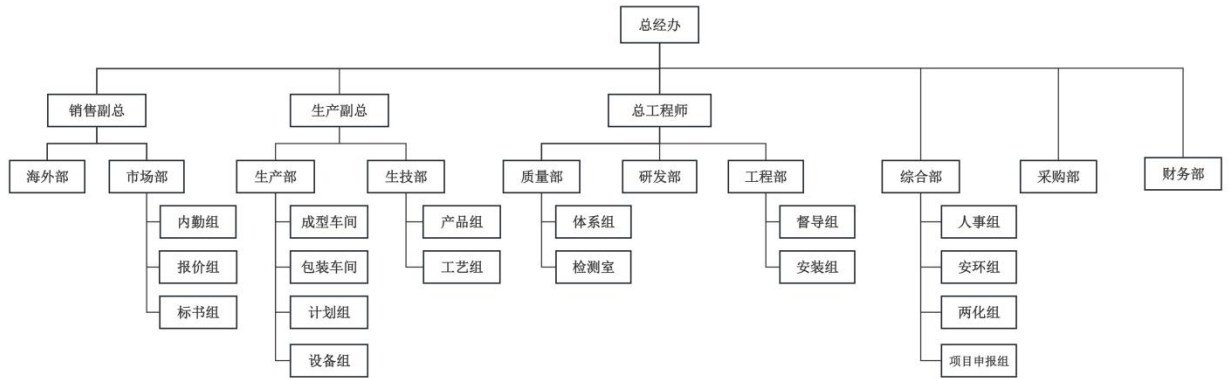 总经办
销售副总
生产副总
总工程师
海外部
市场部
生产部
生技部
质量部
研发部
工程部
综合部
采购部
财务部
内勤组
成型车间
产品组
体系组
督导组
人事组
报价组
包装车间
工艺组
检测室
安装组
安环组
标书组
计划组
两化组
设备组
项目申报组